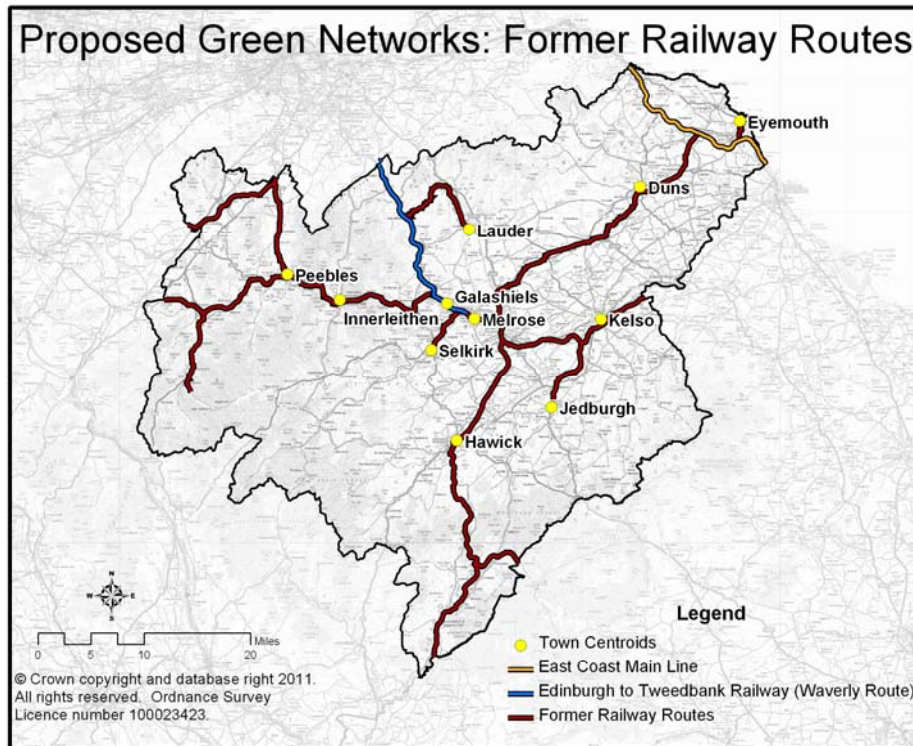 Proposed Green Networks: Former Railway Routes
Eyemouth
Duns
Lauder
Peebles
Galashiels
Innerleithen
Melrose
Kelso
Selkirk
Jedburgh
Hawick
N
W E
S
Miles
0 5 10 20
© Crown copyright and database right 2011.
All rights reserved. Ordnance Survey
Licence number 100023423.
Legend
Town Centroids
East Coast Main Line
Edinburgh to Tweedbank Railway (Waverly Route)
Former Railway Routes